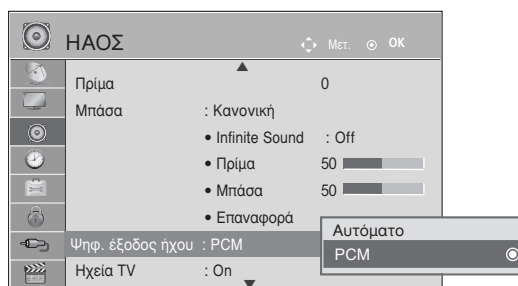 ΗΧΟΣ Μετ. OK
Πρίμα 0
Μπάσα : Κανονική
• Infinite Sound : Off
• Πρίμα 50
• Μπάσα 50
• Επαναφορά
Ψηφ. έξοδος ήχου : PCM
Ηχεία TV : On
Αυτόματο
PCM